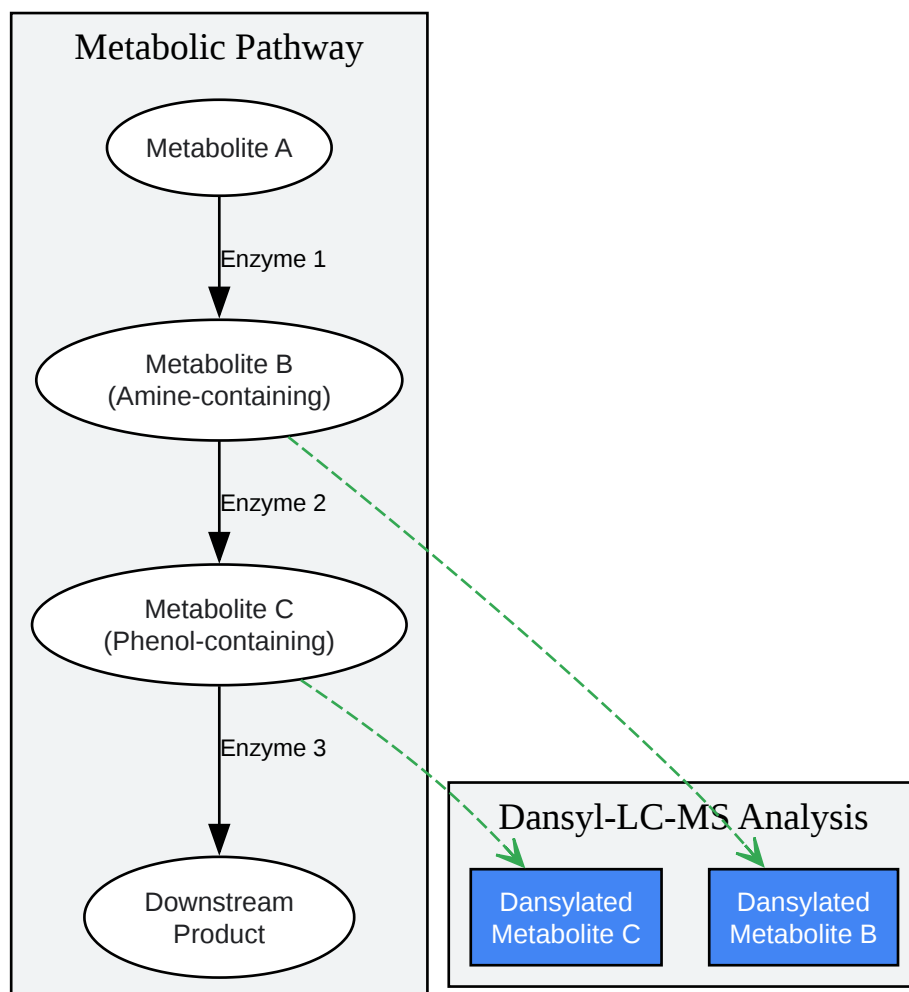 Metabolic Pathway
Metabolite A
Enzyme 1
Metabolite B
(Amine-containing)
Enzyme 2
Metabolite C
(Phenol-containing)
Enzyme 3
Downstream
Product
Dansyl-LC-MS Analysis
Dansylated
Metabolite C
Dansylated
Metabolite B